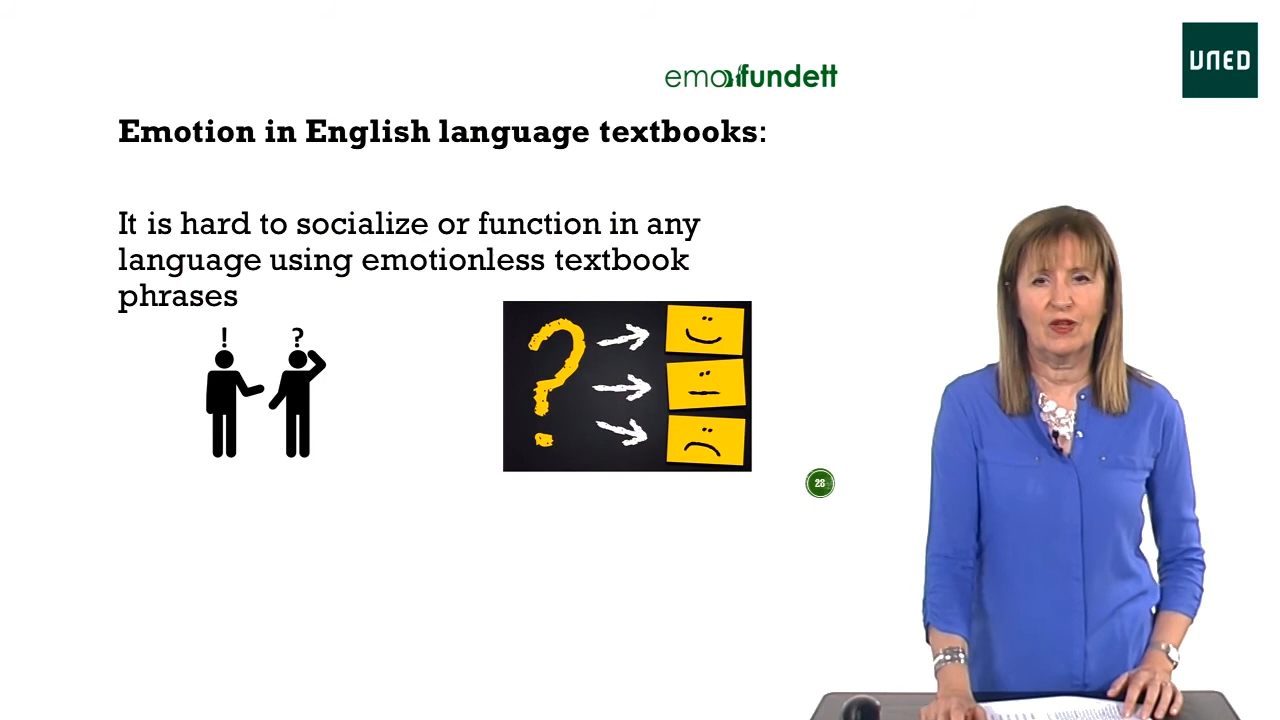 UNED
emofundett
Emotion in English language textbooks:
It is hard to socialize or function in any
language using emotionless textbook
phrases
! ?
?
28